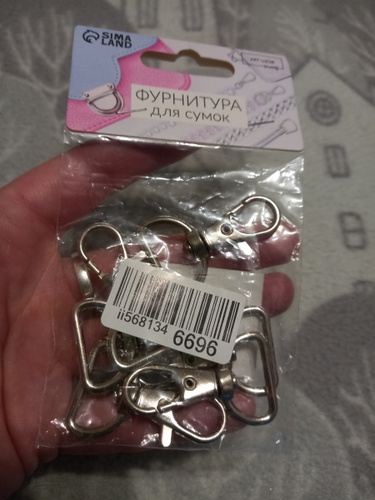 SIMA
LAND
ФУРНИТУРА
для сумок
ii568134 6696